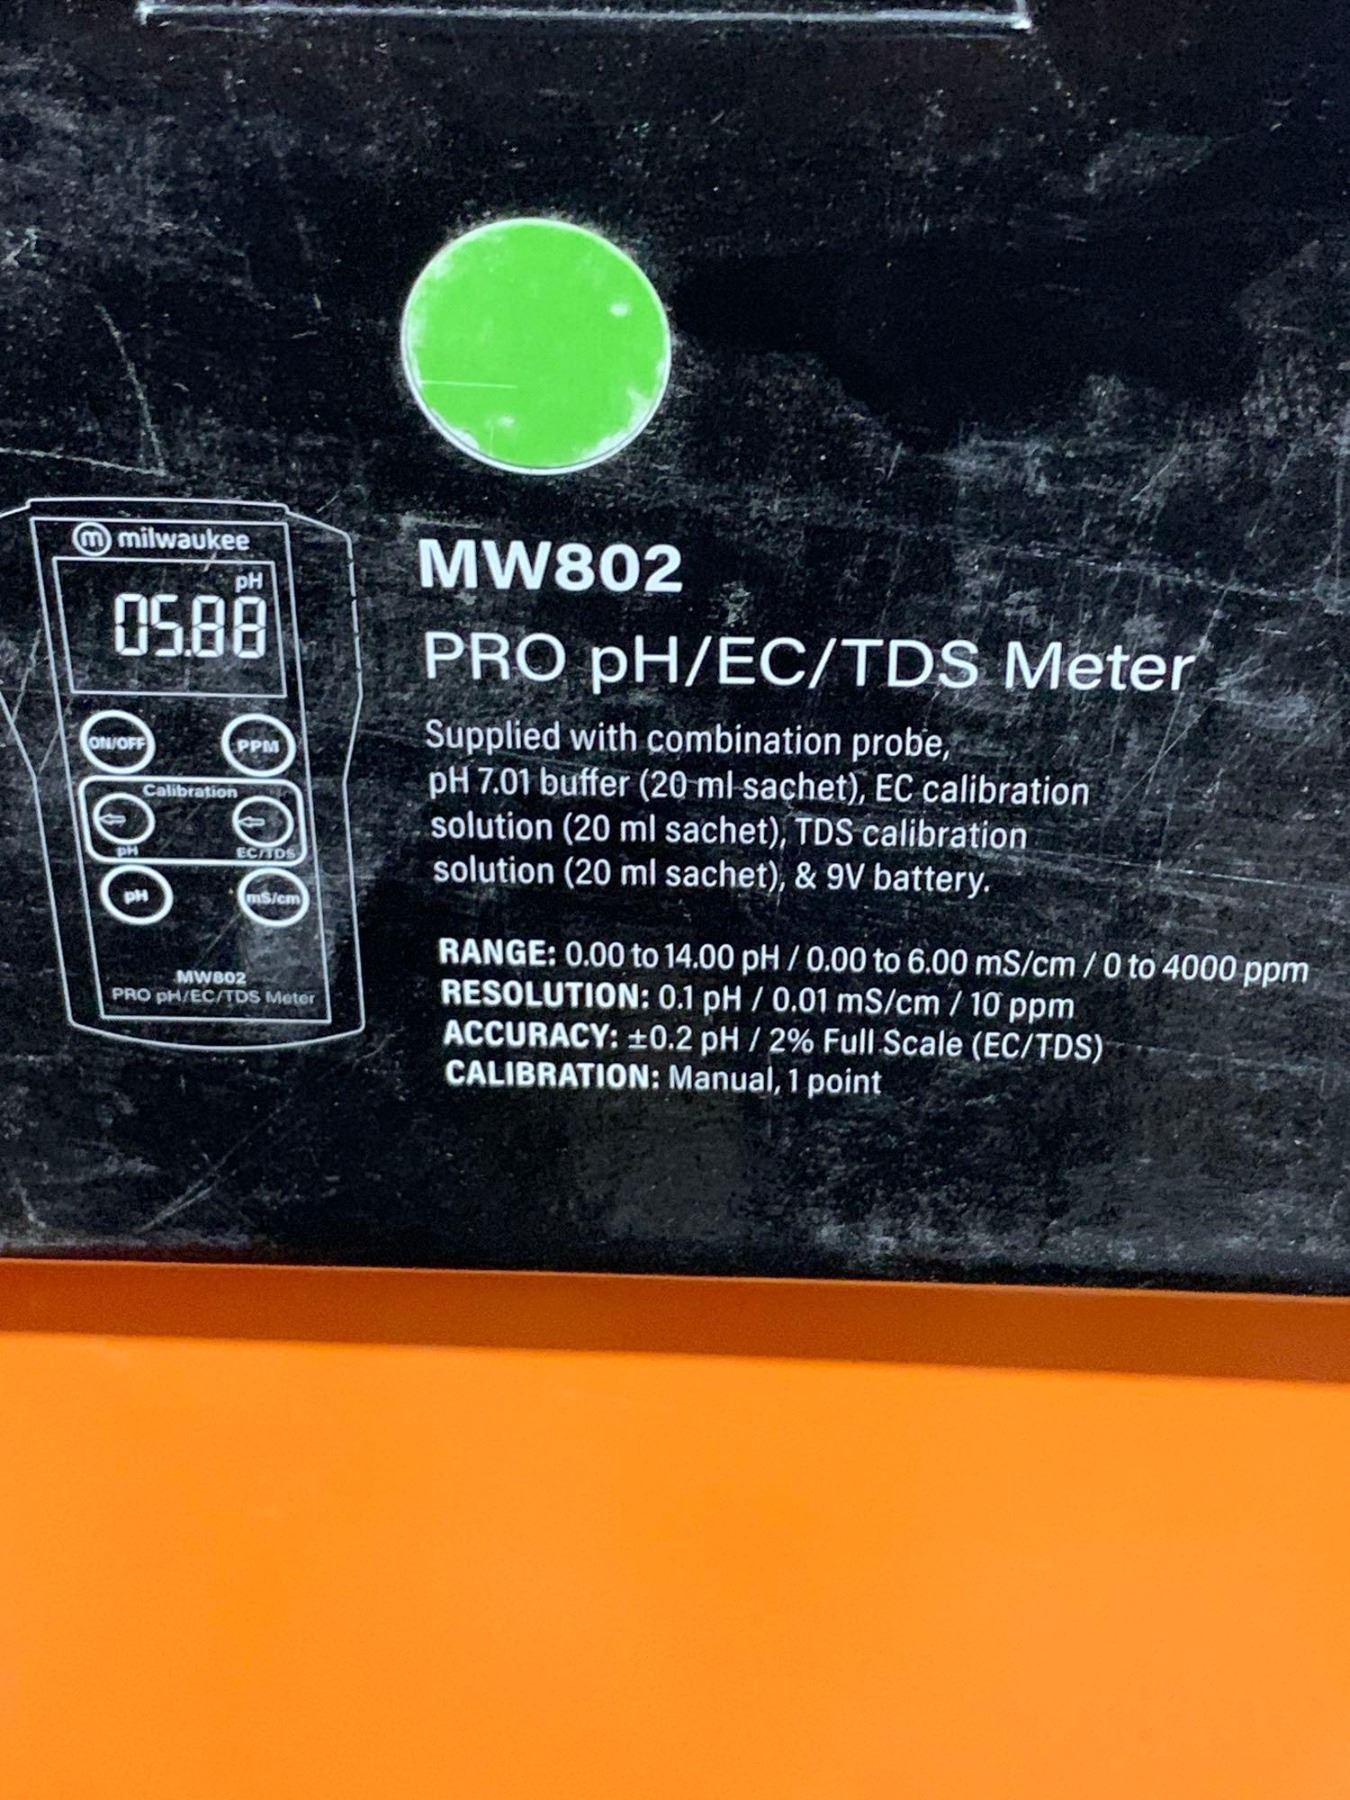 milwaukee
pH
05.88
ON/OFF
PPM
Calibration
pH
EC/TDS
pH
mS/cm
MW802
PRO pH/EC/TDS Meter
MW802
PRO pH/EC/TDS Meter
Supplied with combination probe,
pH 7.01 buffer (20 ml sachet), EC calibration
solution (20 ml sachet), TDS calibration
solution (20 ml sachet), & 9V battery.
RANGE: 0.00 to 14.00 pH / 0.00 to 6.00 mS/cm / 0 to 4000 ppm
RESOLUTION: 0.1 pH / 0.01 mS/cm / 10 ppm
ACCURACY: ±0.2 pH / 2% Full Scale (EC/TDS)
CALIBRATION: Manual, 1 point